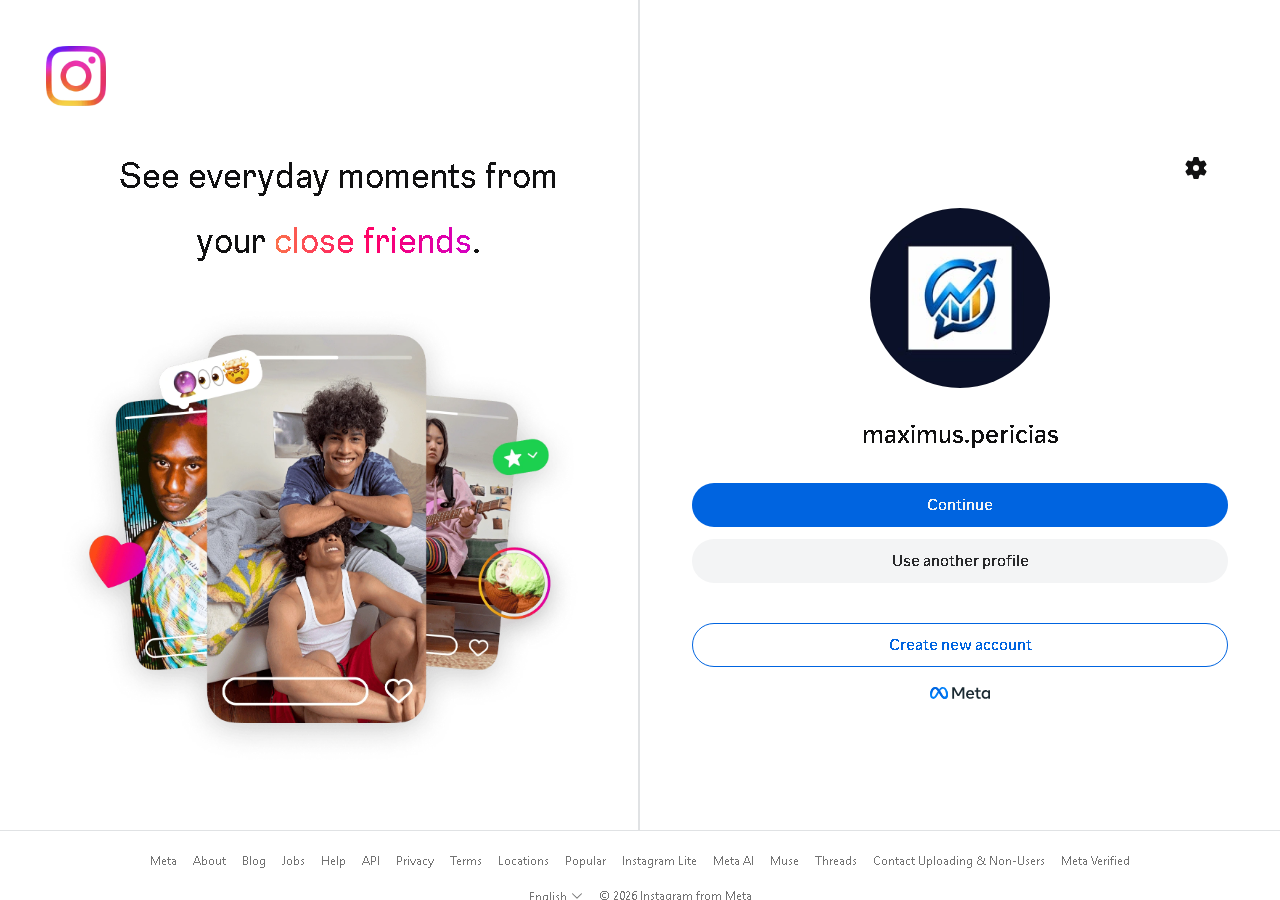 See everyday moments from
your close friends.
maximus.pericias
Continue
Use another profile
Create new account
Meta
Meta About Blog Jobs Help API Privacy Terms Locations Popular Instagram Lite Meta AI Muse Threads Contact Uploading & Non-Users Meta Verified
English © 2026 Instagram from Meta